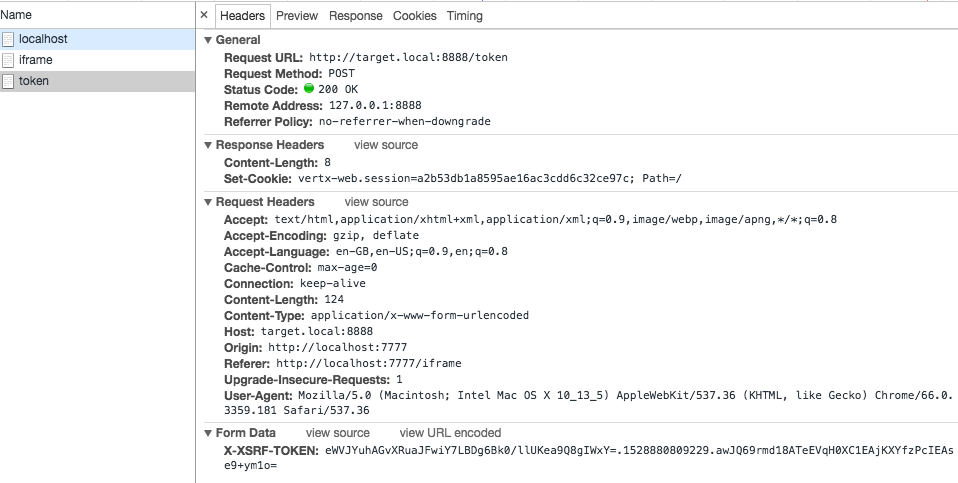 Name
× Headers Preview Response Cookies Timing
localhost
iframe
token
▼ General
Request URL: http://target.local:8888/token
Request Method: POST
Status Code: 200 OK
Remote Address: 127.0.0.1:8888
Referrer Policy: no-referrer-when-downgrade
▼ Response Headers view source
Content-Length: 8
Set-Cookie: vertx-web.session=a2b53db1a8595ae16ac3cdd6c32ce97c; Path=/
▼ Request Headers view source
Accept: text/html,application/xhtml+xml,application/xml;q=0.9,image/webp,image/apng,*/*;q=0.8
Accept-Encoding: gzip, deflate
Accept-Language: en-GB,en-US;q=0.9,en;q=0.8
Cache-Control: max-age=0
Connection: keep-alive
Content-Length: 124
Content-Type: application/x-www-form-urlencoded
Host: target.local:8888
Origin: http://localhost:7777
Referer: http://localhost:7777/iframe
Upgrade-Insecure-Requests: 1
User-Agent: Mozilla/5.0 (Macintosh; Intel Mac OS X 10_13_5) AppleWebKit/537.36 (KHTML, like Gecko) Chrome/66.0.
3359.181 Safari/537.36
▼ Form Data view source view URL encoded
X-XSRF-TOKEN: eWVJYuhAGvXRuaJFwiY7LBDg6Bk0/llUKea9Q8gIWxY=.1528880809229.awJQ69rmd18ATeEVqH0XC1EAjKXYfzPcIEAs
e9+ym1o=